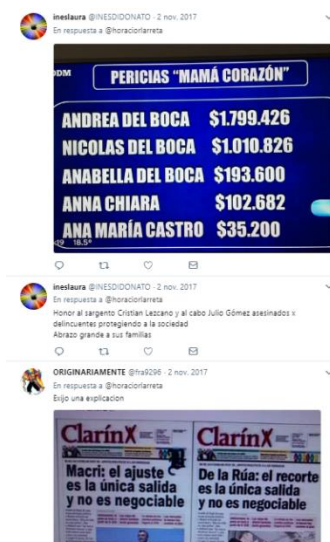 ineslaura @INESDIDONATO · 2 nov. 2017
En respuesta a @horaciorlarreta
DDM
PERICIAS "MAMÁ CORAZÓN"
ANDREA DEL BOCA $1.799.426
NICOLAS DEL BOCA $1.010.826
ANABELLA DEL BOCA $193.600
ANNA CHIARA $102.682
ANA MARÍA CASTRO $35.200
18.5°
ineslaura @INESDIDONATO · 2 nov. 2017
En respuesta a @horaciorlarreta
Honor al sargento Cristian Lezcano y al cabo Julio Gómez asesinados x
delincuentes protegiendo a la sociedad
Abrazo grande a sus familias
ORIGINARIAMENTE @fra9296 · 2 nov. 2017
En respuesta a @horaciorlarreta
Exijo una explicacion
ClarínX
Macri: el ajuste
es la única salida
y no es negociable
ClarínX
De la Rúa: el recorte
es la única salida
y no es negociable